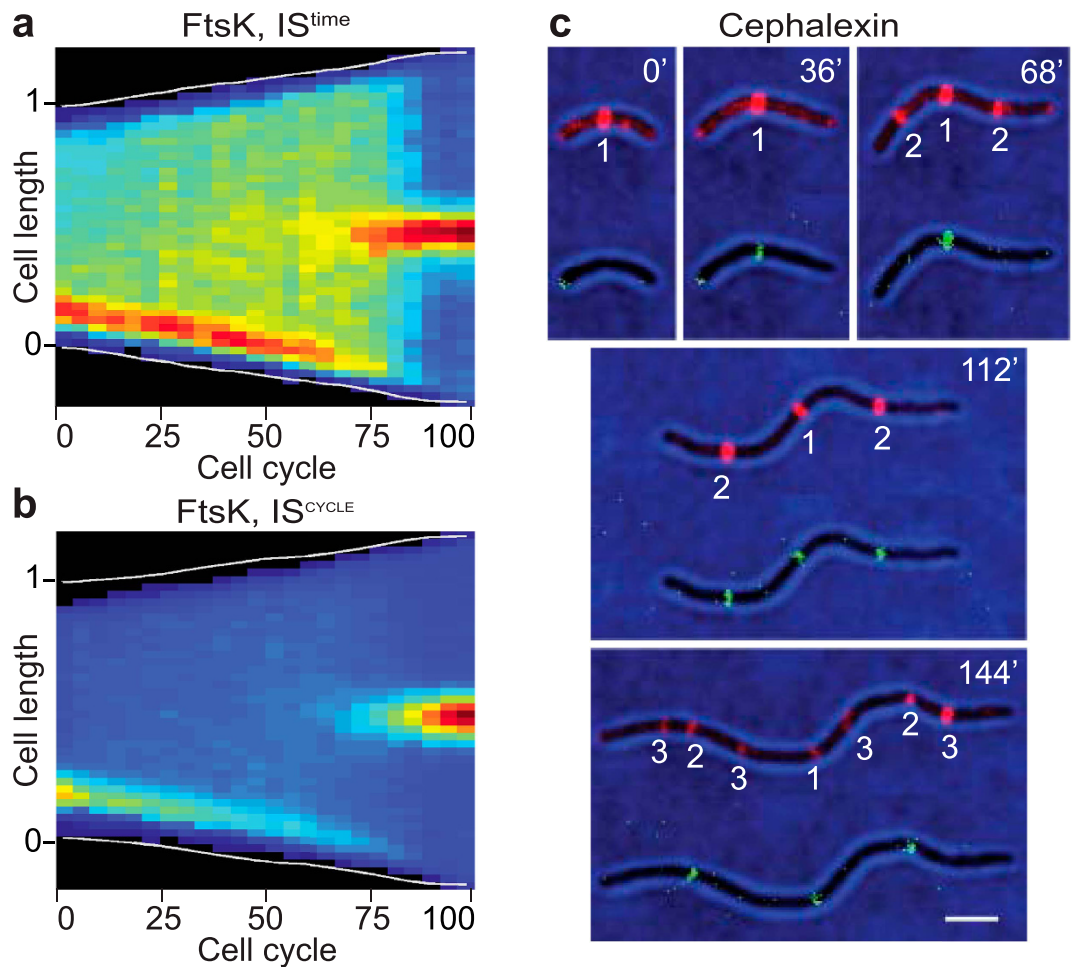 a
FtsK, IS^time
Cell length
1
0
0 25 50 75 100
Cell cycle
b
FtsK, IS^CYCLE
Cell length
1
0
0 25 50 75 100
Cell cycle
c
Cephalexin
0'
1
36'
1
68'
2 1 2
112'
2 1 2
144'
3 2 3 1 3 2 3